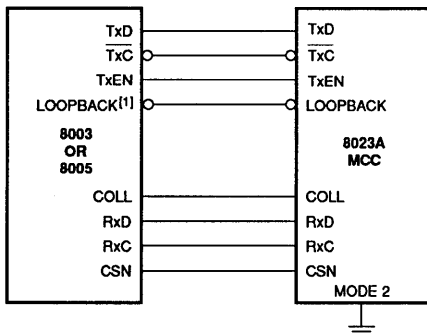 TxD TxD
TxC TxC
TxEN TxEN
LOOPBACK[1] LOOPBACK
8003
OR
8005
8023A
MCC
COLL COLL
RxD RxD
RxC RxC
CSN CSN
MODE 2